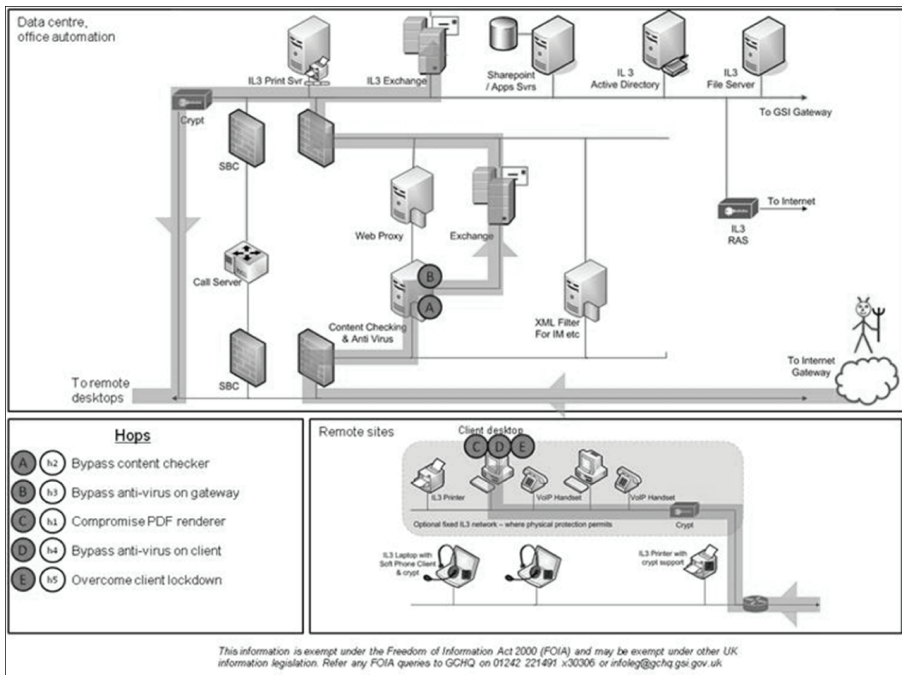 Data centre,
office automation
IL3 Print Svr
IL3 Exchange
Sharepoint
/ Apps Svrs
IL 3
Active Directory
IL3
File Server
To GSI Gateway
Crypt
SBC
Web Proxy
Exchange
To Internet
IL3
RAS
Call Server
B
A
Content Checking
& Anti Virus
XML Filter
For IM etc
SBC
To Internet
Gateway
To remote
desktops
Hops
A h2 Bypass content checker
B h3 Bypass anti-virus on gateway
C h1 Compromise PDF renderer
D h4 Bypass anti-virus on client
E h5 Overcome client lockdown
Remote sites
Client desktop
C D E
IL3 Printer
VoIP Handset
VoIP Handset
Optional fixed IL3 network – where physical protection permits
Crypt
IL3 Laptop with
Soft Phone Client
& crypt
IL3 Printer with
crypt support
This information is exempt under the Freedom of Information Act 2000 (FOIA) and may be exempt under other UK
information legislation. Refer any FOIA queries to GCHQ on 01242 221491 x30306 or infoleg@gchq.gsi.gov.uk